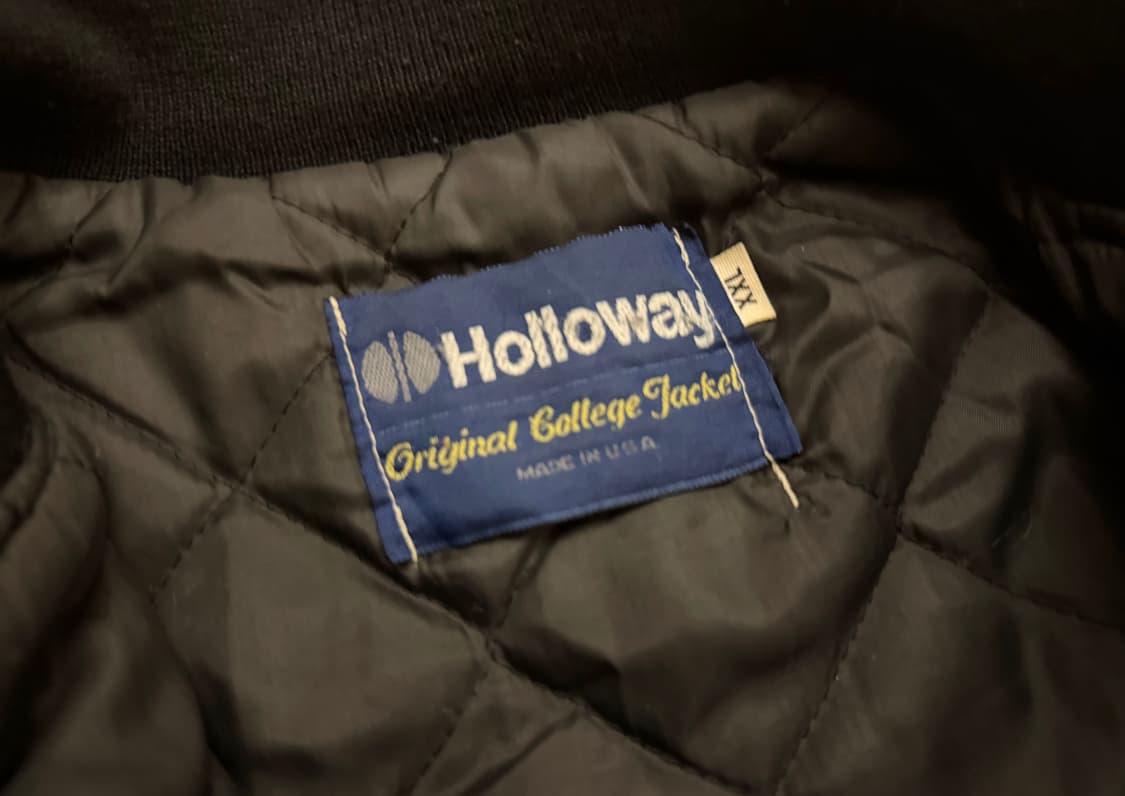 Holloway
XXL
Original College Jacket
MADE IN U.S.A.